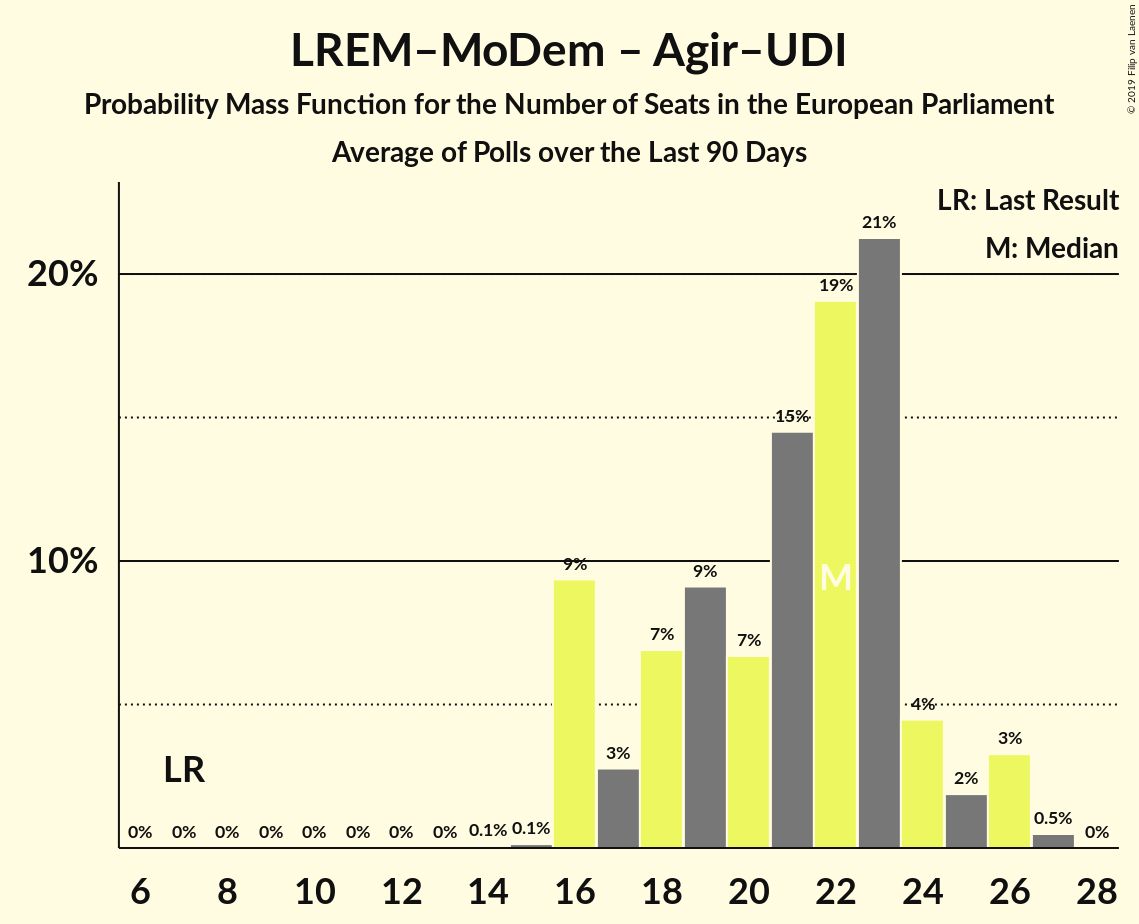 LREM–MoDem – Agir–UDI
Probability Mass Function for the Number of Seats in the European Parliament
Average of Polls over the Last 90 Days
© 2019 Filip van Laenen
LR: Last Result
M: Median
21%
20%
19%
15%
10%
9%
9%
M
7%
7%
4%
3%
3%
LR
2%
0% 0% 0% 0% 0% 0% 0% 0% 0.1% 0.1% 0.5% 0%
6 8 10 12 14 16 18 20 22 24 26 28